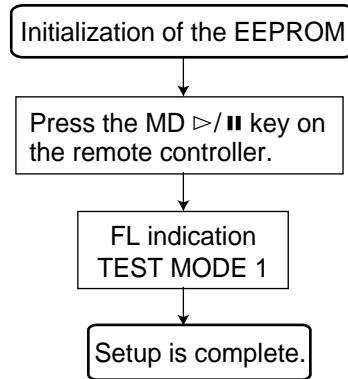 Initialization of the EEPROM
Press the MD ▷/⏸ key on
the remote controller.
FL indication
TEST MODE 1
Setup is complete.